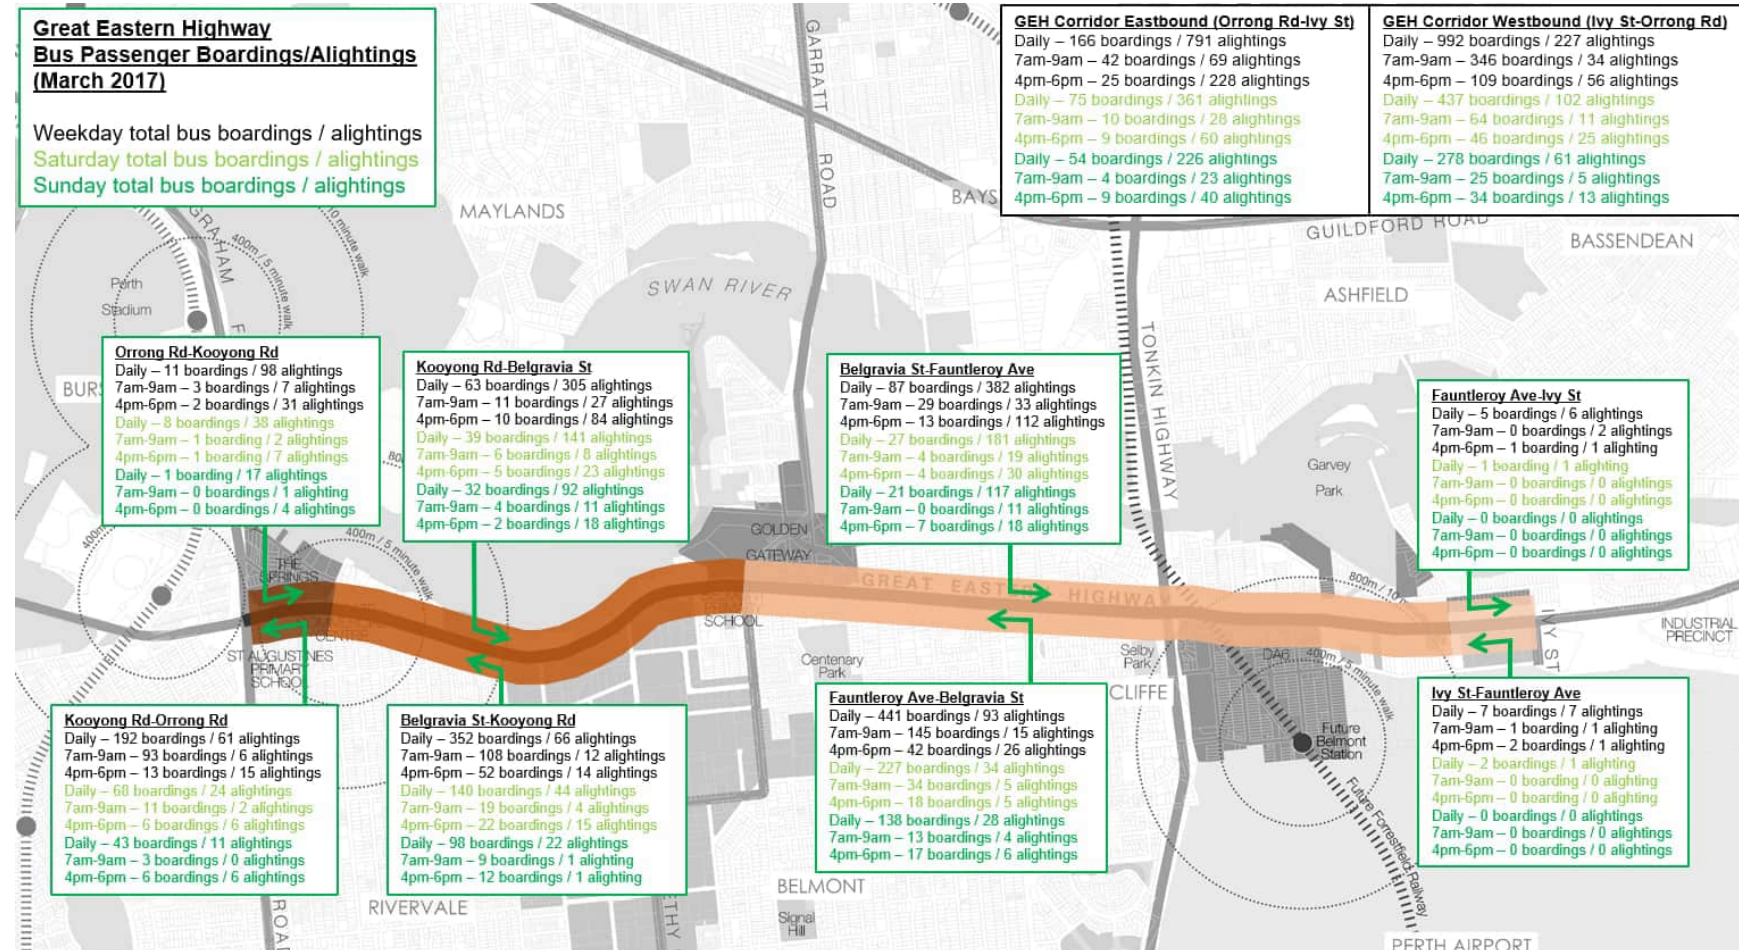 Great Eastern Highway
Bus Passenger Boardings/Alightings
(March 2017)
Weekday total bus boardings / alightings
Saturday total bus boardings / alightings
Sunday total bus boardings / alightings
GEH Corridor Eastbound (Orrong Rd-Ivy St)
Daily – 166 boardings / 791 alightings
7am-9am – 42 boardings / 69 alightings
4pm-6pm – 25 boardings / 228 alightings
Daily – 75 boardings / 361 alightings
7am-9am – 10 boardings / 28 alightings
4pm-6pm – 9 boardings / 60 alightings
Daily – 54 boardings / 226 alightings
7am-9am – 4 boardings / 23 alightings
4pm-6pm – 9 boardings / 40 alightings
GEH Corridor Westbound (Ivy St-Orrong Rd)
Daily – 992 boardings / 227 alightings
7am-9am – 346 boardings / 34 alightings
4pm-6pm – 109 boardings / 56 alightings
Daily – 437 boardings / 102 alightings
7am-9am – 64 boardings / 11 alightings
4pm-6pm – 46 boardings / 25 alightings
Daily – 278 boardings / 61 alightings
7am-9am – 25 boardings / 5 alightings
4pm-6pm – 34 boardings / 13 alightings
GARRATT ROAD
GRAHAM
10 minute walk
400m / 5 minute walk
MAYLANDS
BAYS
GUILDFORD ROAD
BASSENDEAN
Perth
Stadium
SWAN RIVER
ASHFIELD
TONKIN HIGHWAY
BURS
Orrong Rd-Kooyong Rd
Daily – 11 boardings / 98 alightings
7am-9am – 3 boardings / 7 alightings
4pm-6pm – 2 boardings / 31 alightings
Daily – 8 boardings / 38 alightings
7am-9am – 1 boarding / 2 alightings
4pm-6pm – 1 boarding / 7 alightings
Daily – 1 boarding / 17 alightings
7am-9am – 0 boardings / 1 alighting
4pm-6pm – 0 boardings / 4 alightings
Kooyong Rd-Belgravia St
Daily – 63 boardings / 305 alightings
7am-9am – 11 boardings / 27 alightings
4pm-6pm – 10 boardings / 84 alightings
Daily – 39 boardings / 141 alightings
7am-9am – 6 boardings / 8 alightings
4pm-6pm – 5 boardings / 23 alightings
Daily – 32 boardings / 92 alightings
7am-9am – 4 boardings / 11 alightings
4pm-6pm – 2 boardings / 18 alightings
Belgravia St-Fauntleroy Ave
Daily – 87 boardings / 382 alightings
7am-9am – 29 boardings / 33 alightings
4pm-6pm – 13 boardings / 112 alightings
Daily – 27 boardings / 181 alightings
7am-9am – 4 boardings / 19 alightings
4pm-6pm – 4 boardings / 30 alightings
Daily – 21 boardings / 117 alightings
7am-9am – 0 boardings / 11 alightings
4pm-6pm – 7 boardings / 18 alightings
Fauntleroy Ave-Ivy St
Daily – 5 boardings / 6 alightings
7am-9am – 0 boardings / 2 alightings
4pm-6pm – 1 boarding / 1 alighting
Daily – 1 boarding / 1 alighting
7am-9am – 0 boardings / 0 alightings
4pm-6pm – 0 boardings / 0 alightings
Daily – 0 boardings / 0 alightings
7am-9am – 0 boardings / 0 alightings
4pm-6pm – 0 boardings / 0 alightings
Garvey
Park
80
400m
400m / 5 minute walk
THE
SPRINGS
GOLDEN
GATEWAY
GREAT EASTERN HIGHWAY
800m / 10
CENTRE
ST AUGUSTINES
PRIMARY
SCHOOL
SCHOOL
Centenary
Park
Selby
Park
DA6
400m / 5 minute walk
IVY ST
INDUSTRIAL
PRECINCT
CLIFFE
Future
Belmont
Station
Future Forrestfield Railway
Kooyong Rd-Orrong Rd
Daily – 192 boardings / 61 alightings
7am-9am – 93 boardings / 6 alightings
4pm-6pm – 13 boardings / 15 alightings
Daily – 68 boardings / 24 alightings
7am-9am – 11 boardings / 2 alightings
4pm-6pm – 6 boardings / 6 alightings
Daily – 43 boardings / 11 alightings
7am-9am – 3 boardings / 0 alightings
4pm-6pm – 6 boardings / 6 alightings
Belgravia St-Kooyong Rd
Daily – 352 boardings / 66 alightings
7am-9am – 108 boardings / 12 alightings
4pm-6pm – 52 boardings / 14 alightings
Daily – 140 boardings / 44 alightings
7am-9am – 19 boardings / 4 alightings
4pm-6pm – 22 boardings / 15 alightings
Daily – 98 boardings / 22 alightings
7am-9am – 9 boardings / 1 alighting
4pm-6pm – 12 boardings / 1 alighting
Fauntleroy Ave-Belgravia St
Daily – 441 boardings / 93 alightings
7am-9am – 145 boardings / 15 alightings
4pm-6pm – 42 boardings / 26 alightings
Daily – 227 boardings / 34 alightings
7am-9am – 34 boardings / 5 alightings
4pm-6pm – 18 boardings / 5 alightings
Daily – 138 boardings / 28 alightings
7am-9am – 13 boardings / 4 alightings
4pm-6pm – 17 boardings / 6 alightings
Ivy St-Fauntleroy Ave
Daily – 7 boardings / 7 alightings
7am-9am – 1 boarding / 1 alighting
4pm-6pm – 2 boardings / 1 alighting
Daily – 2 boardings / 1 alighting
7am-9am – 0 boarding / 0 alighting
4pm-6pm – 0 boarding / 0 alighting
Daily – 0 boardings / 0 alightings
7am-9am – 0 boardings / 0 alightings
4pm-6pm – 0 boardings / 0 alightings
RIVERVALE
BELMONT
Signal
Hill
ROAD
ETHY
PERTH AIRPORT